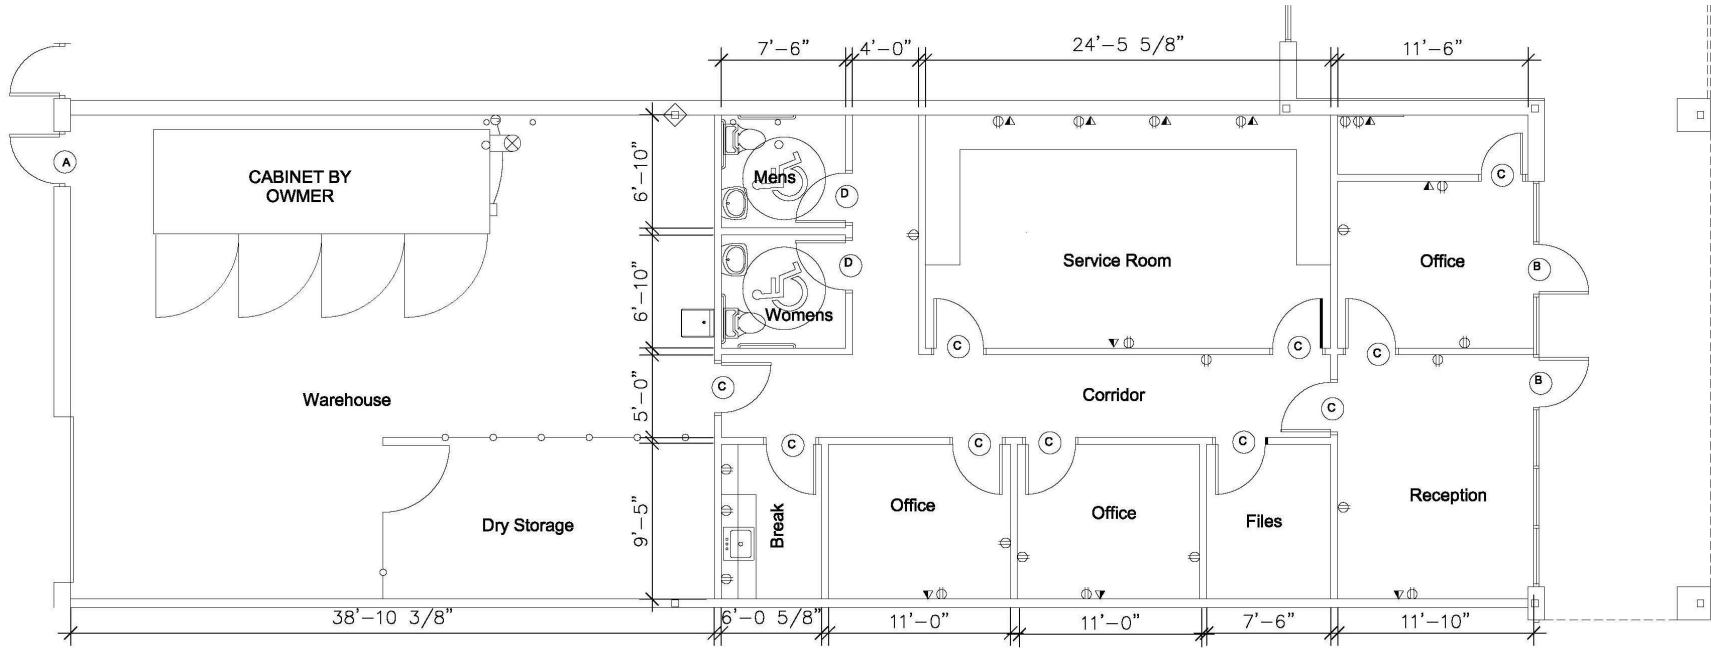 7'-6"
4'-0"
24'-5 5/8"
11'-6"
A
CABINET BY
OWMER
6'-10"
Mens
D
C
6'-10"
D
Service Room
Office
B
Womens
C
C
C
C
5'-0"
Warehouse
Corridor
C
B
C
C
C
C
9'-5"
Dry Storage
Break
Office
Office
Files
Reception
38'-10 3/8"
6'-0 5/8"
11'-0"
11'-0"
7'-6"
11'-10"